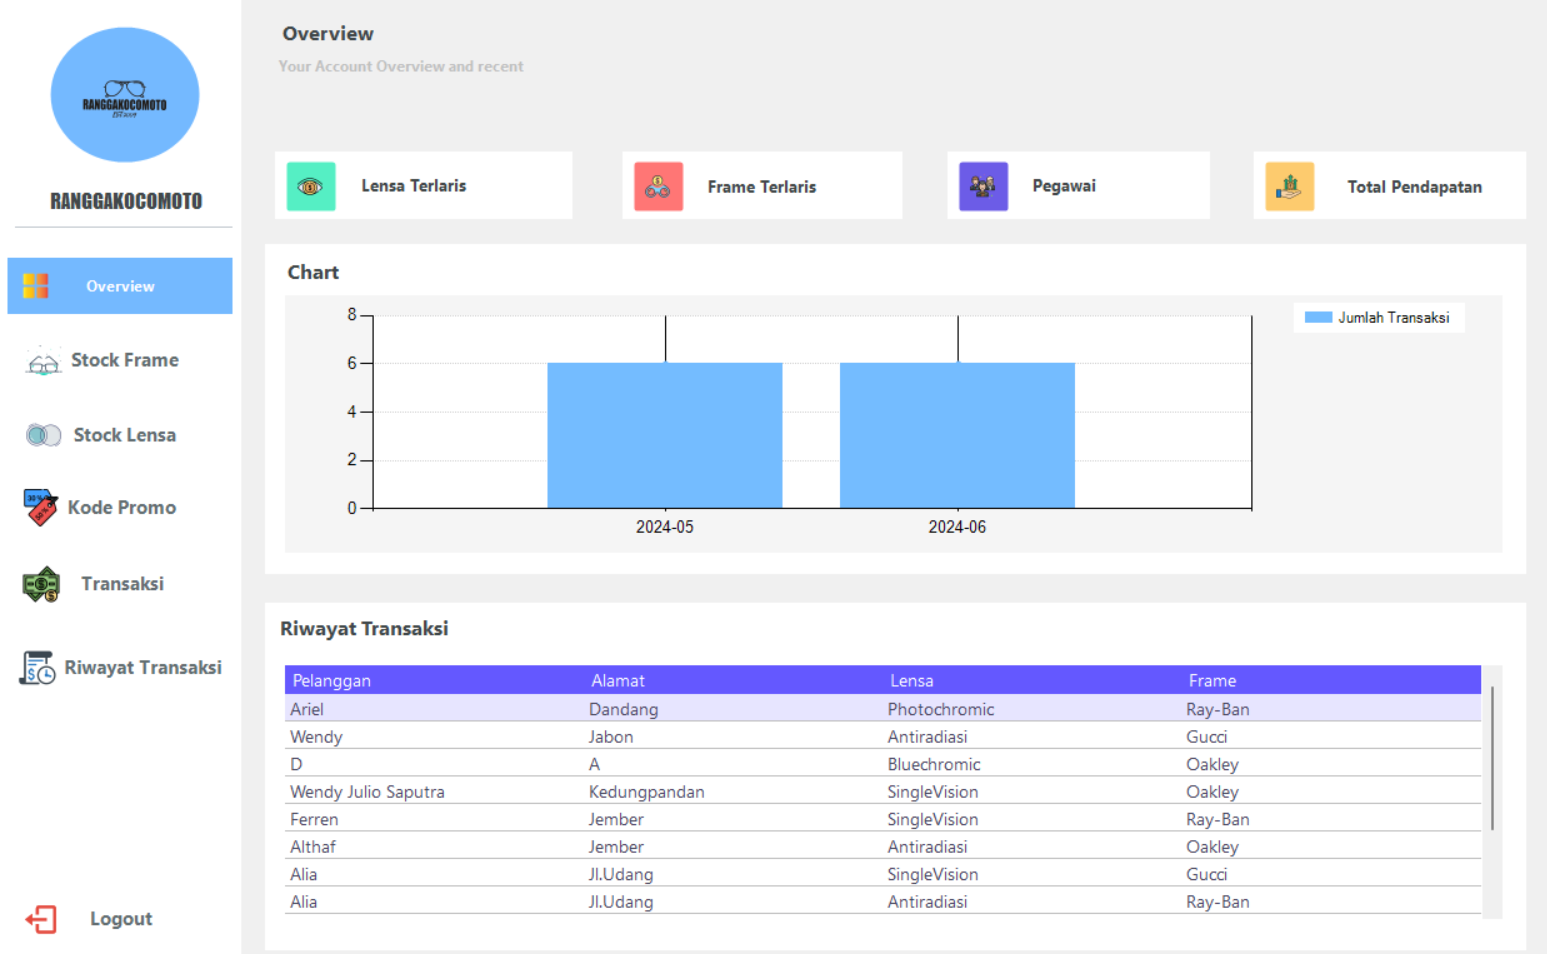 RANGGAKOCOMOTO
RANGGAKOCOMOTO
Overview
Stock Frame
Stock Lensa
30%
50%
Kode Promo
Transaksi
Riwayat Transaksi
Logout
Overview
Your Account Overview and recent
Lensa Terlaris
Frame Terlaris
Pegawai
Total Pendapatan
Chart
8
6
4
2
0
2024-05 2024-06
Jumlah Transaksi
Riwayat Transaksi
Pelanggan Alamat Lensa Frame
Ariel Dandang Photochromic Ray-Ban
Wendy Jabon Antiradiasi Gucci
D A Bluechromic Oakley
Wendy Julio Saputra Kedungpandan SingleVision Oakley
Ferren Jember SingleVision Ray-Ban
Althaf Jember Antiradiasi Oakley
Alia Jl.Udang SingleVision Gucci
Alia Jl.Udang Antiradiasi Ray-Ban